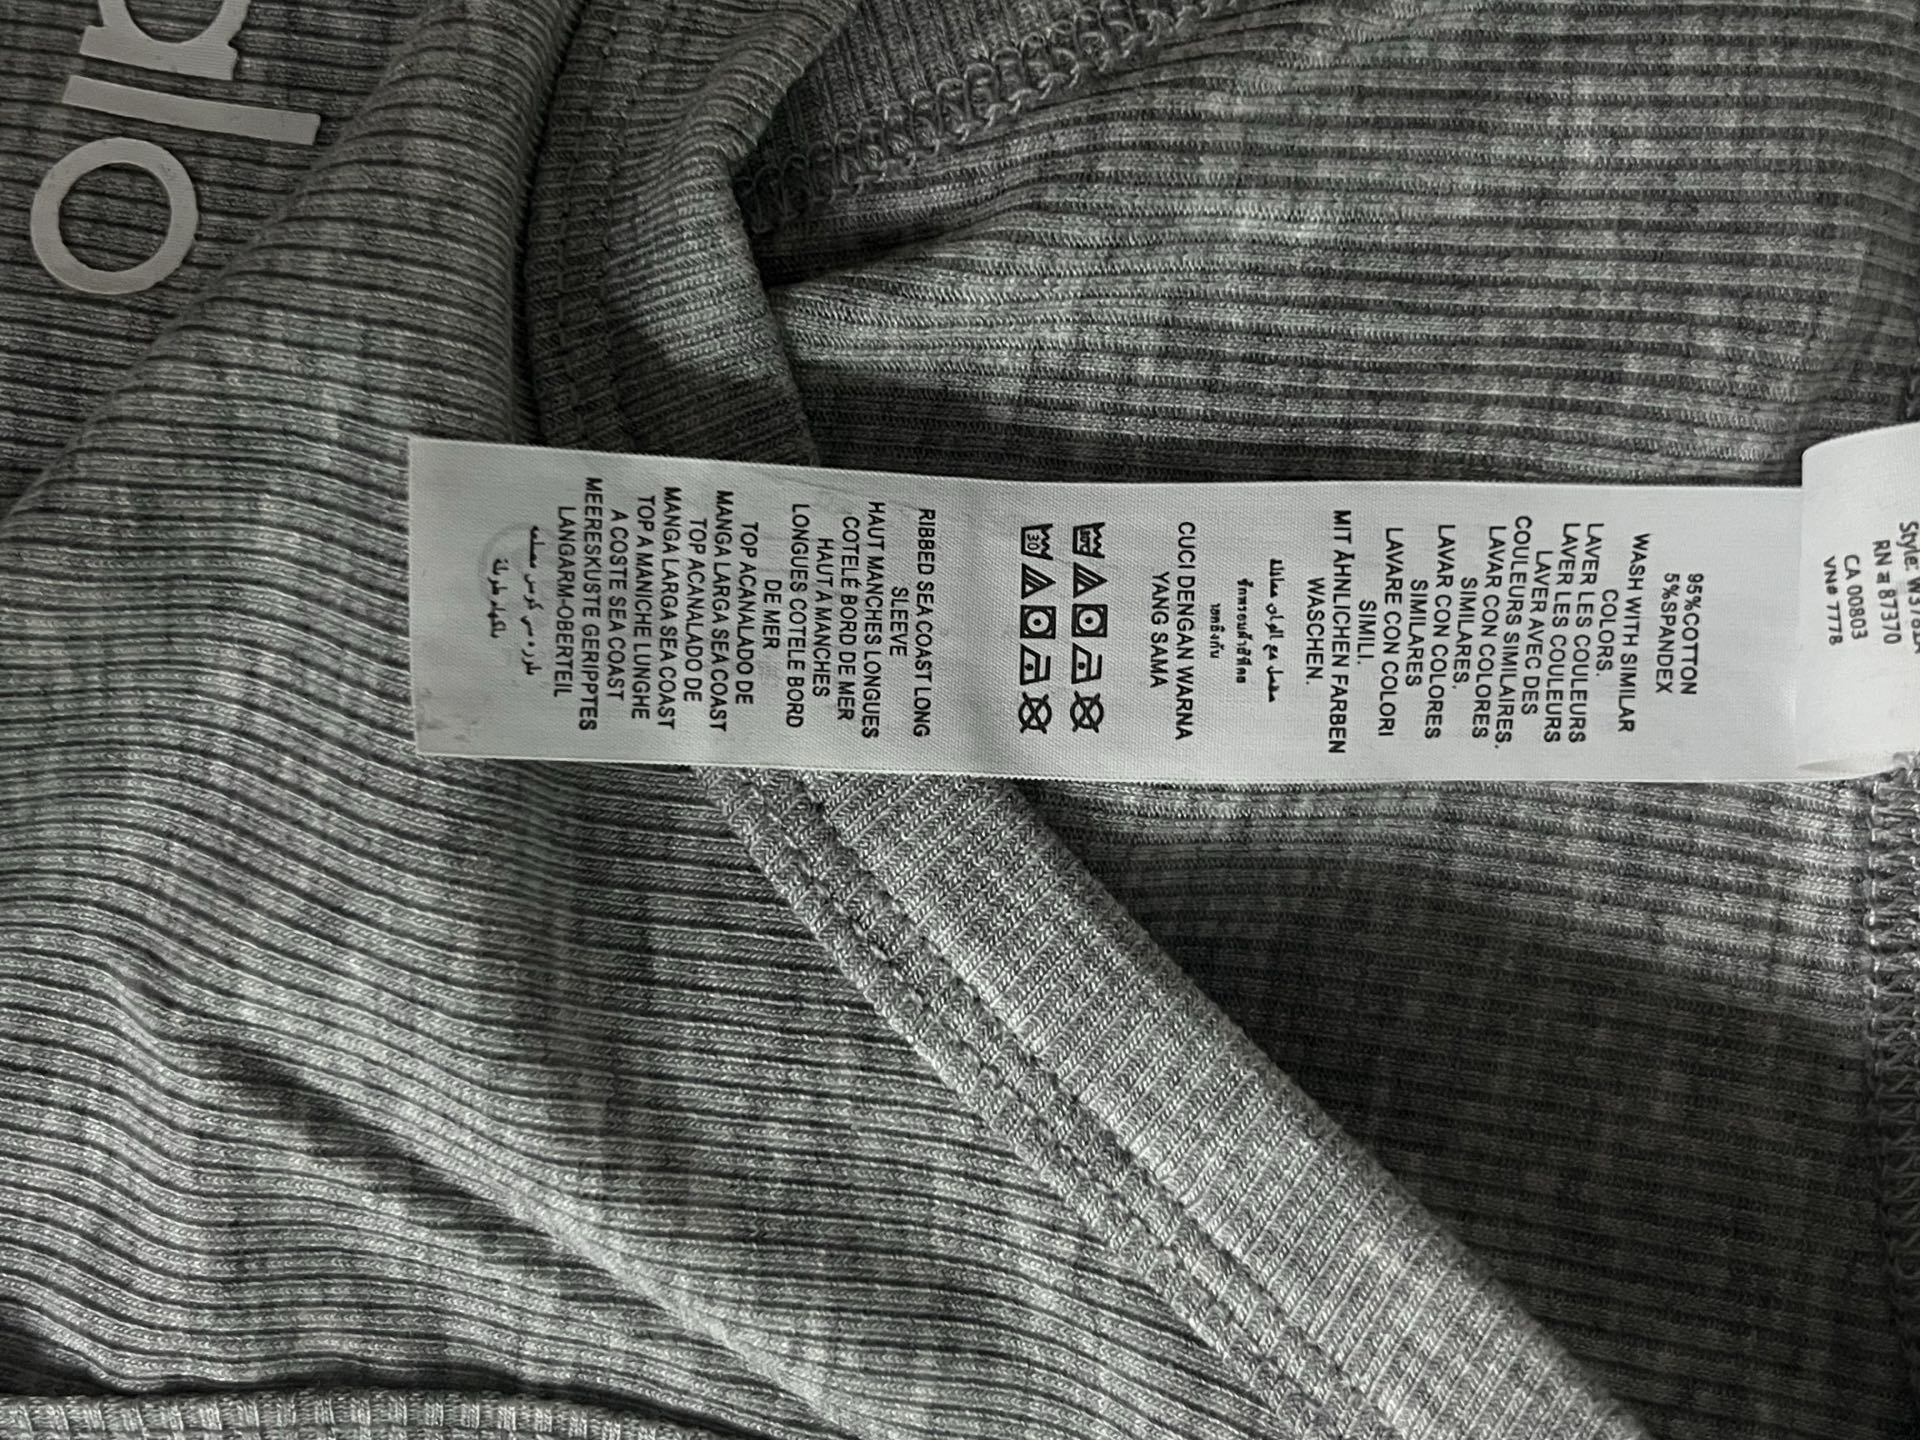 Style: W3782A
RN # 87370
CA 00803
VN# 7778
95%COTTON
5%SPANDEX
WASH WITH SIMILAR
COLORS.
LAVER LES COULEURS
LAVER LES COULEURS
LAVER AVEC DES
COULEURS SIMILAIRES.
LAVAR CON COLORES
SIMILARES.
LAVAR CON COLORES
SIMILARES
LAVARE CON COLORI
SIMILI.
MIT ÄHNLICHEN FARBEN
WASCHEN.
CUCI DENGAN WARNA
YANG SAMA
30
RIBBED SEA COAST LONG
SLEEVE
HAUT MANCHES LONGUES
COTELÉ BORD DE MER
HAUT À MANCHES
LONGUES COTELÉ BORD
DE MER
TOP ACANALADO DE
MANGA LARGA SEA COAST
TOP ACANALADO DE
MANGA LARGA SEA COAST
TOP A MANICHE LUNGHE
A COSTE SEA COAST
MEERESKÜSTE GERIPPTES
LANGARM-OBERTEIL